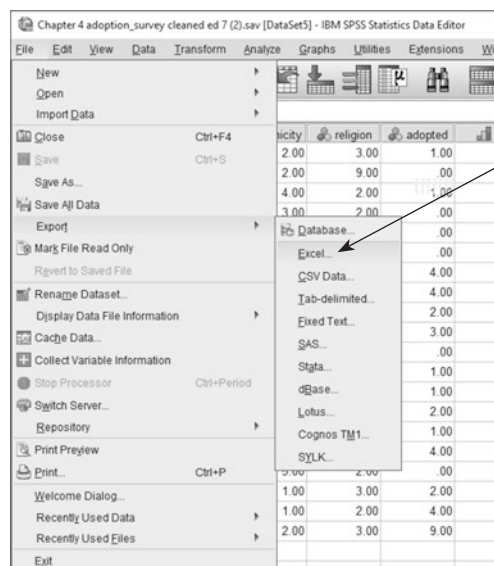 Chapter 4 adoption_survey cleaned ed 7 (2).sav [DataSet5] - IBM SPSS Statistics Data Editor
File Edit View Data Transform Analyze Graphs Utilities Extensions
New
Open
Import Data
Close Ctrl+F4
Save Ctrl+S
Save As...
Save All Data
Export
Mark File Read Only
Revert to Saved File
Rename Dataset...
Display Data File Information
Cache Data...
Collect Variable Information
Stop Processor Ctrl+Period
Switch Server...
Repository
Print Preview
Print... Ctrl+P
Welcome Dialog...
Recently Used Data
Recently Used Files
Exit
Database...
Excel...
CSV Data...
Tab-delimited...
Fixed Text...
SAS...
Stata...
dBase...
Lotus...
Cognos TM1...
SYLK...
nicity religion adopted
2.00 3.00 1.00
2.00 9.00 .00
4.00 2.00 1.00
3.00 2.00 .00
.00
.00
4.00
4.00
2.00
3.00
.00
1.00
1.00
2.00
1.00
4.00
5.00 2.00 .00
1.00 3.00 2.00
1.00 2.00 4.00
2.00 3.00 9.00